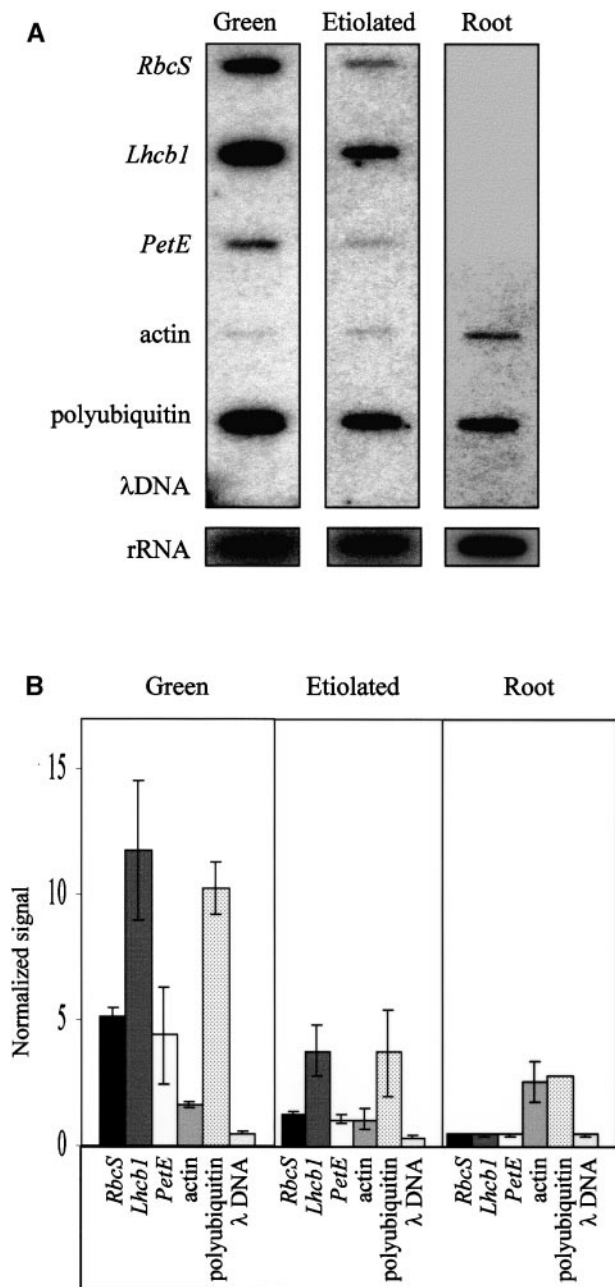 A
Green Etiolated Root
RbcS
Lhcb1
PetE
actin
polyubiquitin
λDNA
rRNA
B
Green Etiolated Root
15
10
5
0
Normalized signal
RbcS Lhcb1 PetE actin polyubiquitin λ DNA RbcS Lhcb1 PetE actin polyubiquitin λ DNA RbcS Lhcb1 PetE actin polyubiquitin λ DNA